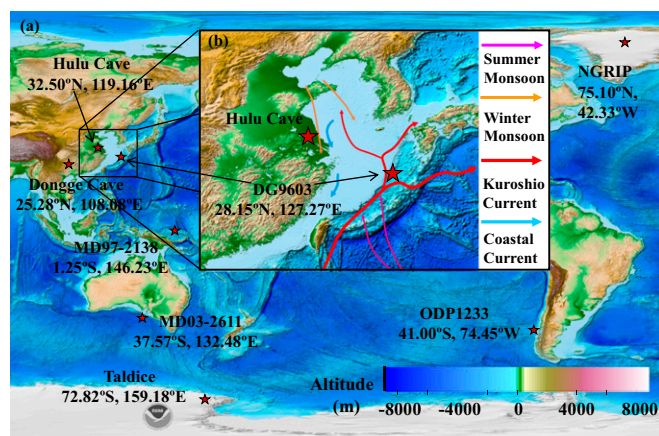 (a)
(b)
Hulu Cave
32.50ºN, 119.16ºE
Hulu Cave
Dongge Cave
25.28ºN, 108.08ºE
DG9603
28.15ºN, 127.27ºE
MD97-2138
1.25ºS, 146.23ºE
MD03-2611
37.57ºS, 132.48ºE
Taldice
72.82ºS, 159.18ºE
Summer
Monsoon
Winter
Monsoon
Kuroshio
Current
Coastal
Current
NGRIP
75.10ºN,
42.33ºW
ODP1233
41.00ºS, 74.45ºW
Altitude
(m)
-8000 -4000 0 4000 8000